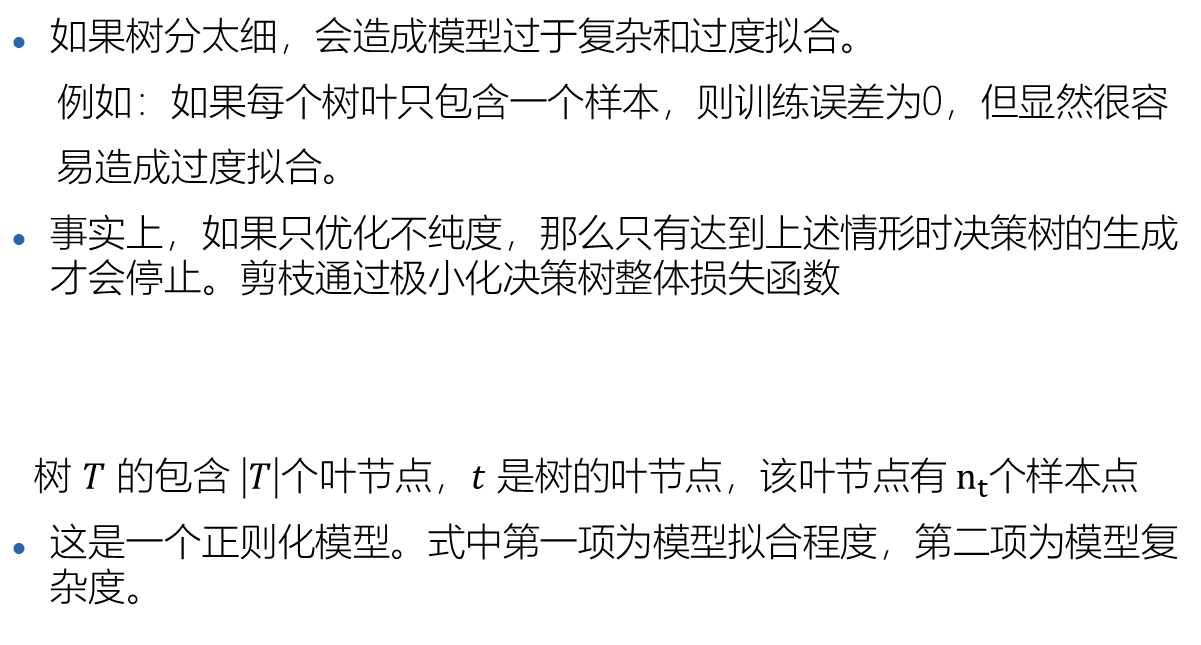 • 如果树分太细，会造成模型过于复杂和过度拟合。
例如：如果每个树叶只包含一个样本，则训练误差为0，但显然很容
易造成过度拟合。
• 事实上，如果只优化不纯度，那么只有达到上述情形时决策树的生成
才会停止。剪枝通过极小化决策树整体损失函数
树 T 的包含 |T|个叶节点，t 是树的叶节点，该叶节点有 nₜ个样本点
• 这是一个正则化模型。式中第一项为模型拟合程度，第二项为模型复
杂度。